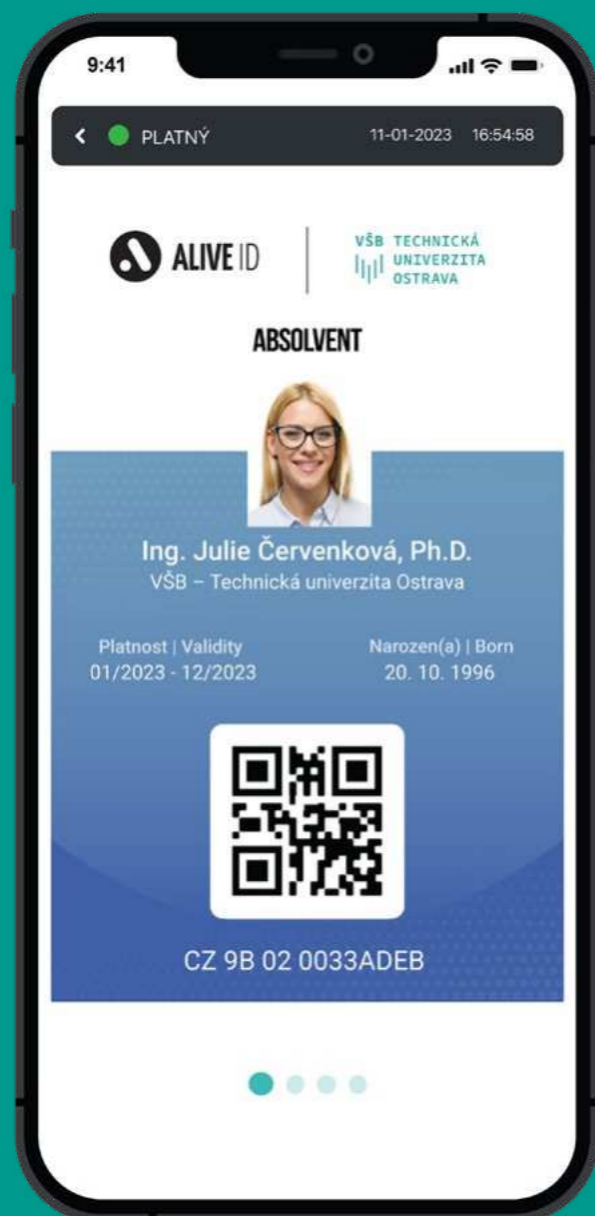 9:41
PLATNÝ 11-01-2023 16:54:58
ALIVE ID
VŠB TECHNICKÁ
UNIVERZITA
OSTRAVA
ABSOLVENT
Ing. Julie Červenková, Ph.D.
VŠB – Technická univerzita Ostrava
Platnost | Validity
01/2023 - 12/2023
Narozen(a) | Born
20. 10. 1996
CZ 9B 02 0033ADEB